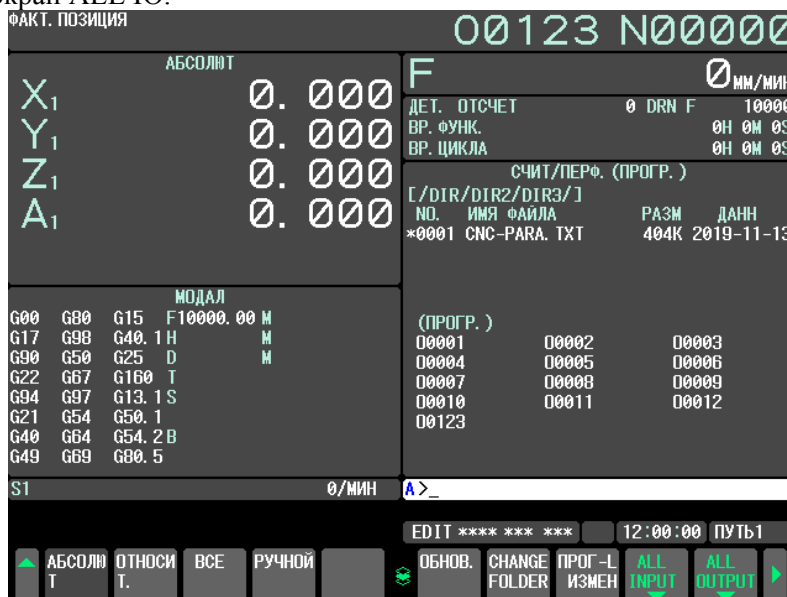 экран ALL IO.
ФАКТ. ПОЗИЦИЯ O0123 N00000
АБСОЛЮТ
X1 0. 000
Y1 0. 000
Z1 0. 000
A1 0. 000
F 0 ММ/МИН
ДЕТ. ОТСЧЕТ 0 DRN F 10000
ВР. ФУНК. 0H 0M 0S
ВР. ЦИКЛА 0H 0M 0S
СЧИТ/ПЕРФ. (ПРОГР. )
[/DIR/DIR2/DIR3/]
NO. ИМЯ ФАЙЛА РАЗМ ДАНН
*0001 CNC-PARA. TXT 404K 2019-11-13
МОДАЛ
G00 G80 G15 F10000. 00 M
G17 G98 G40. 1 H M
G90 G50 G25 D M
G22 G67 G160 T
G94 G97 G13. 1 S
G21 G54 G50. 1
G40 G64 G54. 2 B
G49 G69 G80. 5
(ПРОГР. )
O0001 O0002 O0003
O0004 O0005 O0006
O0007 O0008 O0009
O0010 O0011 O0012
O0123
S1 0/МИН
A >_
EDIT **** *** *** 12:00:00 ПУТЬ1
АБСОЛЮ
Т
ОТНОСИ
Т.
ВСЕ
РУЧНОЙ
ОБНОВ.
CHANGE
FOLDER
ПРОГ-L
ИЗМЕН
ALL
INPUT
ALL
OUTPUT